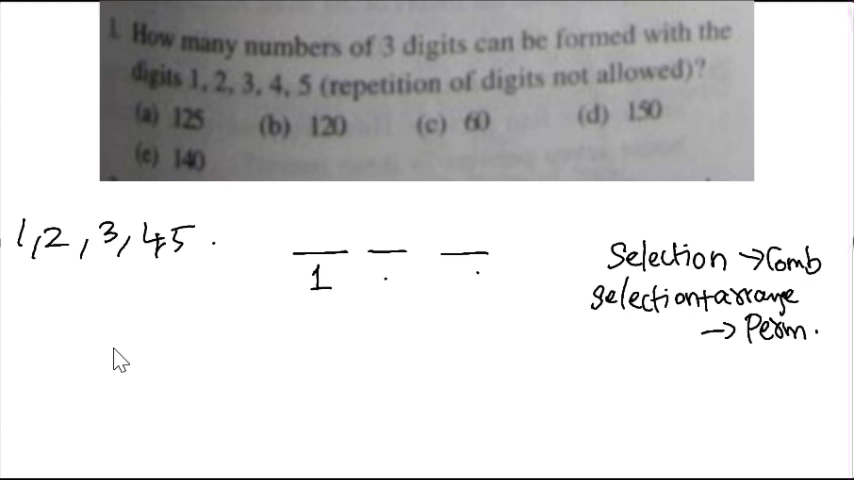 1. How many numbers of 3 digits can be formed with the
digits 1, 2, 3, 4, 5 (repetition of digits not allowed)?
(a) 125 (b) 120 (c) 60 (d) 150
(e) 140
1,2,3,4,5.
1 . .
Selection →Comb
Selection+arrange
→ Perm.